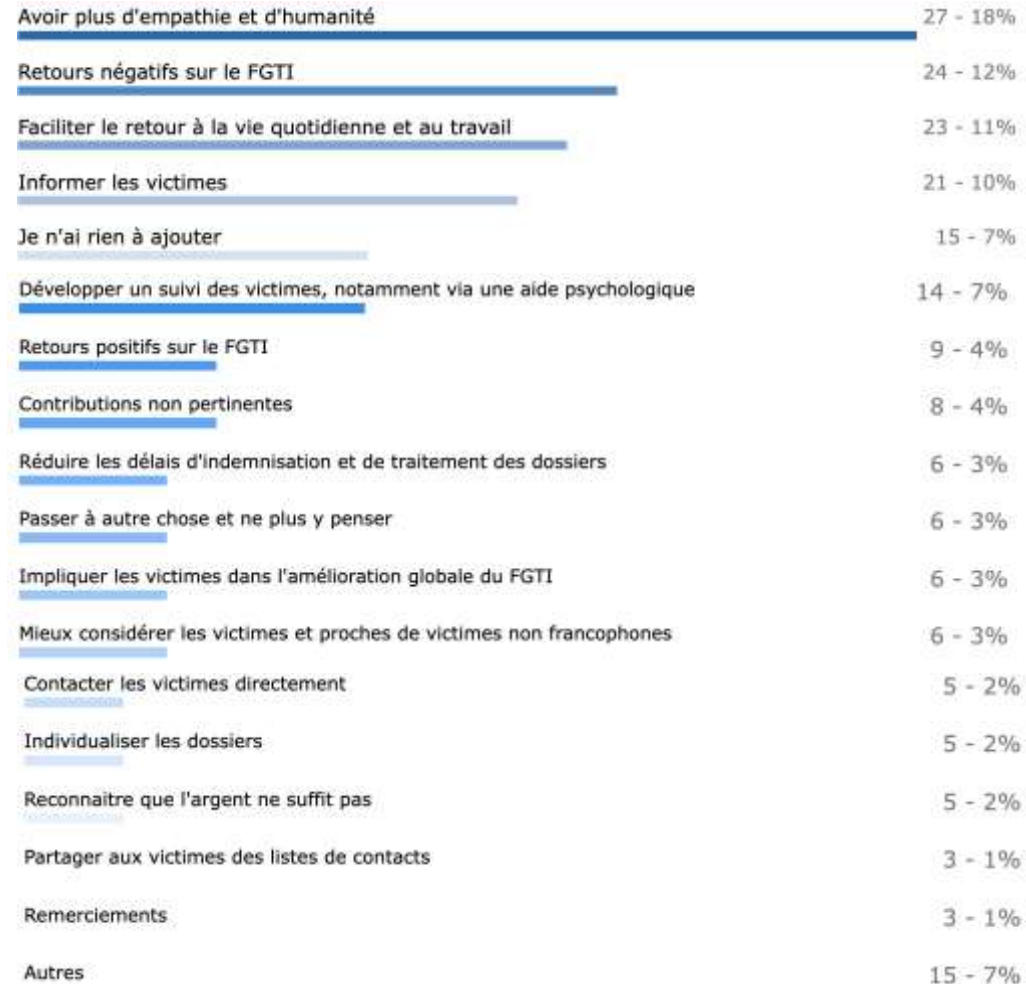 Avoir plus d'empathie et d'humanité 27 - 18%
Retours négatifs sur le FGTI 24 - 12%
Faciliter le retour à la vie quotidienne et au travail 23 - 11%
Informer les victimes 21 - 10%
Je n'ai rien à ajouter 15 - 7%
Développer un suivi des victimes, notamment via une aide psychologique 14 - 7%
Retours positifs sur le FGTI 9 - 4%
Contributions non pertinentes 8 - 4%
Réduire les délais d'indemnisation et de traitement des dossiers 6 - 3%
Passer à autre chose et ne plus y penser 6 - 3%
Impliquer les victimes dans l'amélioration globale du FGTI 6 - 3%
Mieux considérer les victimes et proches de victimes non francophones 6 - 3%
Contacter les victimes directement 5 - 2%
Individualiser les dossiers 5 - 2%
Reconnaître que l'argent ne suffit pas 5 - 2%
Partager aux victimes des listes de contacts 3 - 1%
Remerciements 3 - 1%
Autres 15 - 7%